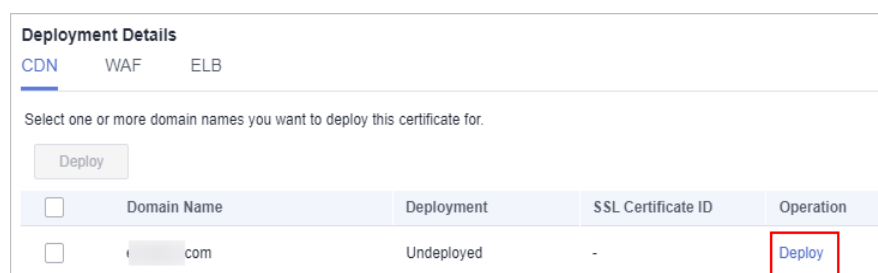 Deployment Details
CDN WAF ELB
Select one or more domain names you want to deploy this certificate for.
Deploy
Domain Name Deployment SSL Certificate ID Operation
com Undeployed - Deploy